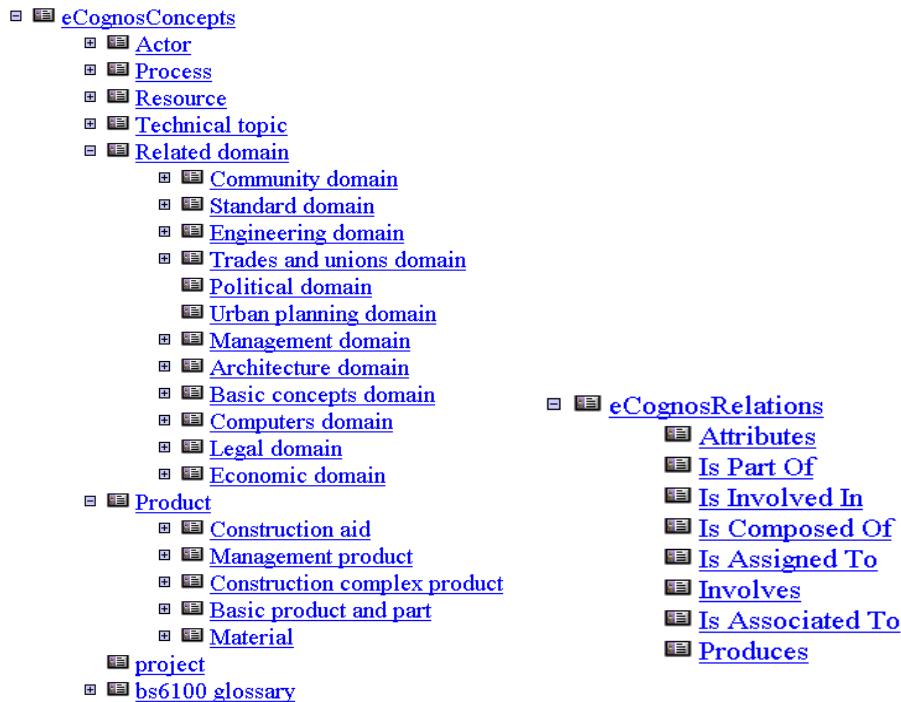 eCognosConcepts
Actor
Process
Resource
Technical topic
Related domain
Community domain
Standard domain
Engineering domain
Trades and unions domain
Political domain
Urban planning domain
Management domain
Architecture domain
Basic concepts domain
Computers domain
Legal domain
Economic domain
Product
Construction aid
Management product
Construction complex product
Basic product and part
Material
project
bs6100 glossary
eCognosRelations
Attributes
Is Part Of
Is Involved In
Is Composed Of
Is Assigned To
Involves
Is Associated To
Produces